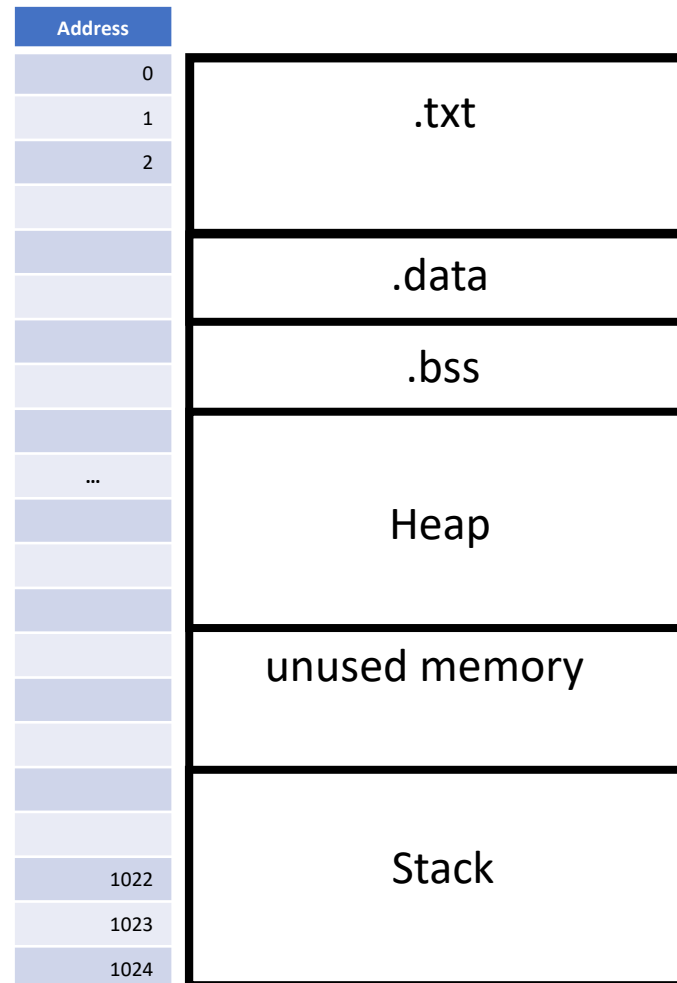 Address
0
1
2
...
1022
1023
1024
.txt
.data
.bss
Heap
unused memory
Stack